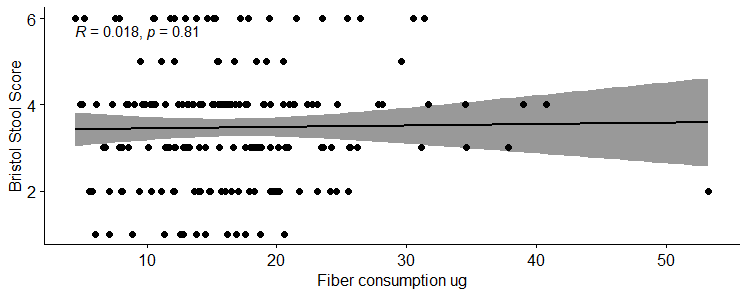 R = 0.018, p = 0.81
Bristol Stool Score
6
4
2
10 20 30 40 50
Fiber consumption ug